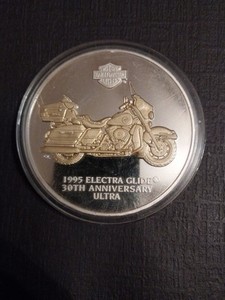 1995 ELECTRA GLIDE®
30TH ANNIVERSARY
ULTRA